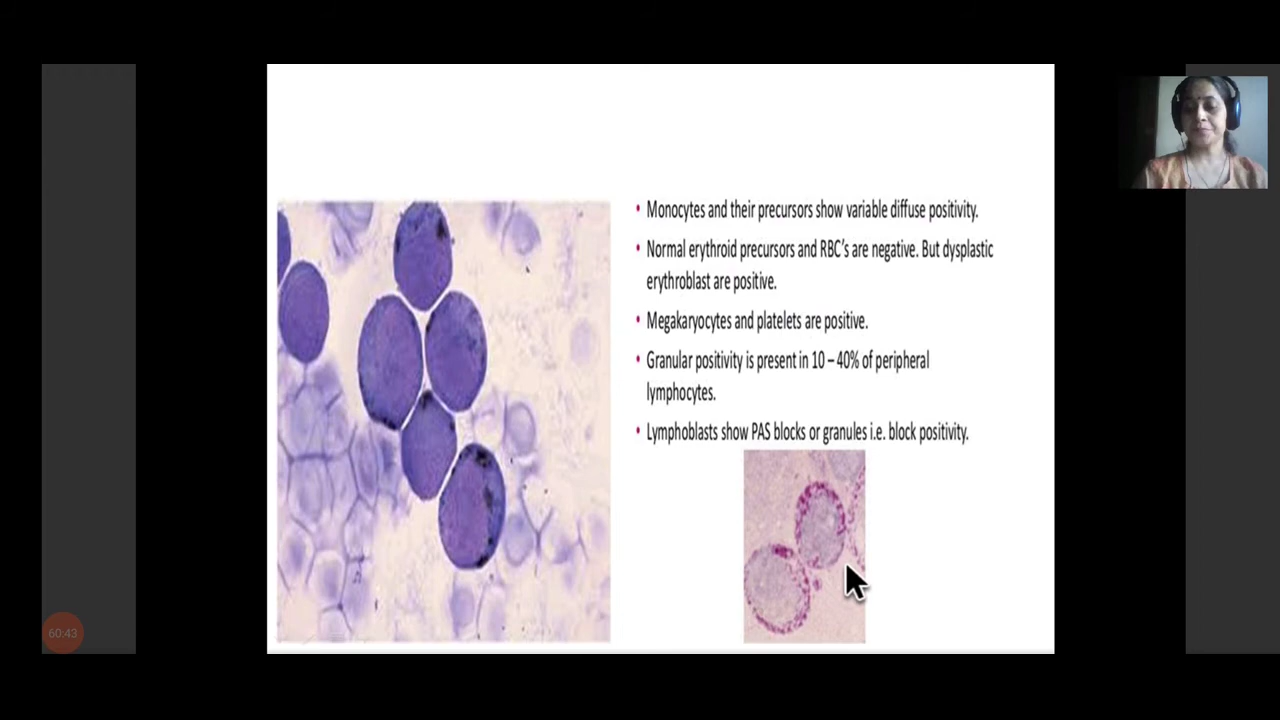 • Monocytes and their precursors show variable diffuse positivity.
• Normal erythroid precursors and RBC's are negative. But dysplastic
erythroblast are positive.
• Megakaryocytes and platelets are positive.
• Granular positivity is present in 10 – 40% of peripheral
lymphocytes.
• Lymphoblasts show PAS blocks or granules i.e. block positivity.
60:43